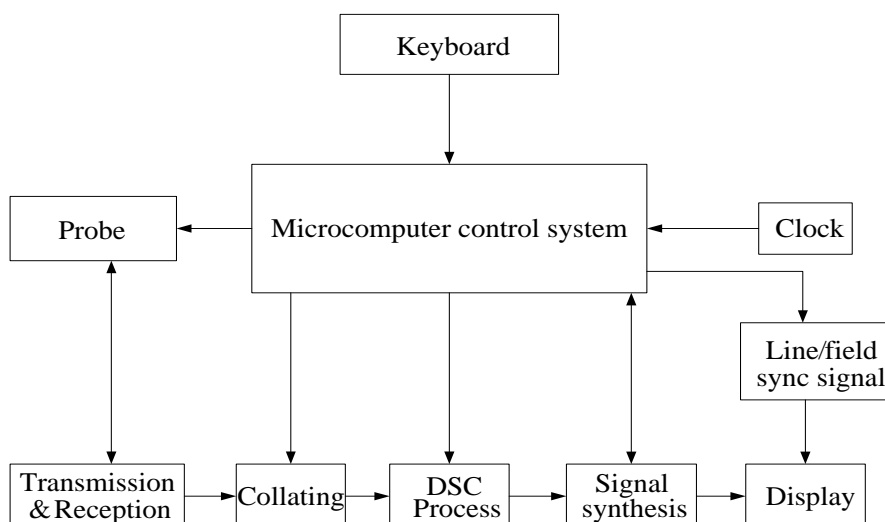 Keyboard
Microcomputer control system
Probe
Clock
Line/field
sync signal
Transmission
& Reception
Collating
DSC
Process
Signal
synthesis
Display